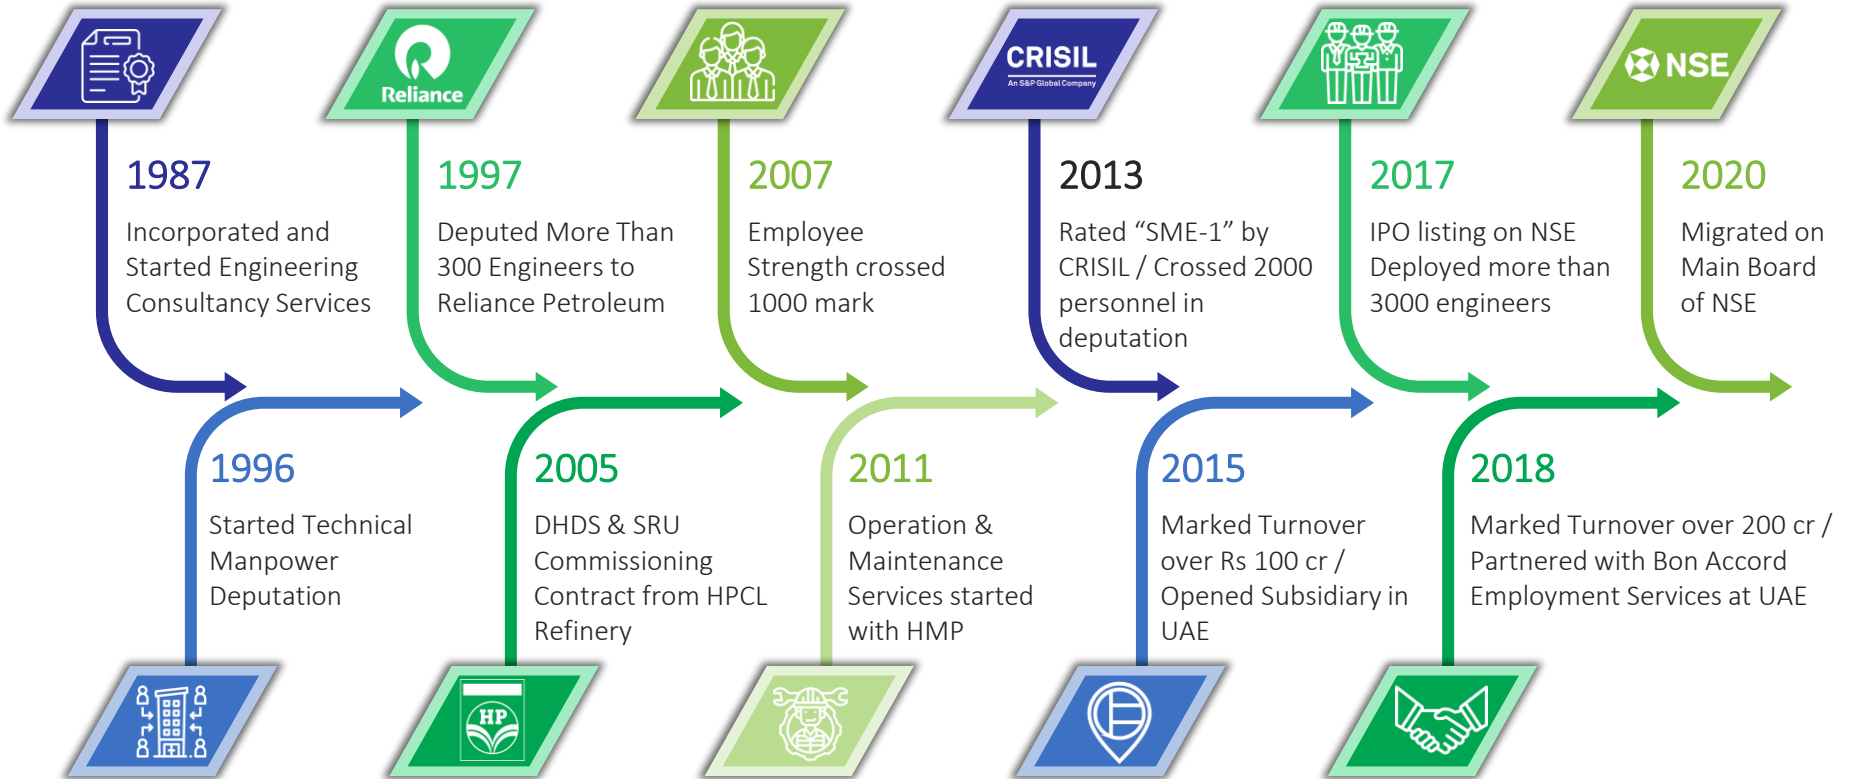 Reliance
CRISIL
An S&P Global Company
NSE
1987
Incorporated and
Started Engineering
Consultancy Services
1997
Deputed More Than
300 Engineers to
Reliance Petroleum
2007
Employee
Strength crossed
1000 mark
2013
Rated “SME-1” by
CRISIL / Crossed 2000
personnel in
deputation
2017
IPO listing on NSE
Deployed more than
3000 engineers
2020
Migrated on
Main Board
of NSE
1996
Started Technical
Manpower
Deputation
2005
DHDS & SRU
Commissioning
Contract from HPCL
Refinery
2011
Operation &
Maintenance
Services started
with HMP
2015
Marked Turnover
over Rs 100 cr /
Opened Subsidiary in
UAE
2018
Marked Turnover over 200 cr /
Partnered with Bon Accord
Employment Services at UAE
HP